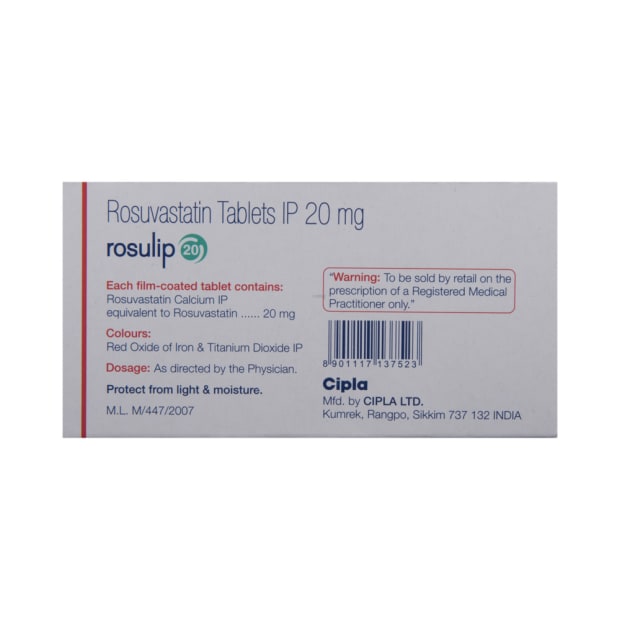 Rosuvastatin Tablets IP 20 mg
rosulip 20
Each film-coated tablet contains:
Rosuvastatin Calcium IP
equivalent to Rosuvastatin ...... 20 mg
Colours:
Red Oxide of Iron & Titanium Dioxide IP
Dosage: As directed by the Physician.
Protect from light & moisture.
M.L. M/447/2007
"Warning: To be sold by retail on the
prescription of a Registered Medical
Practitioner only."
8 901117 137523
Cipla
Mfd. by CIPLA LTD.
Kumrek, Rangpo, Sikkim 737 132 INDIA